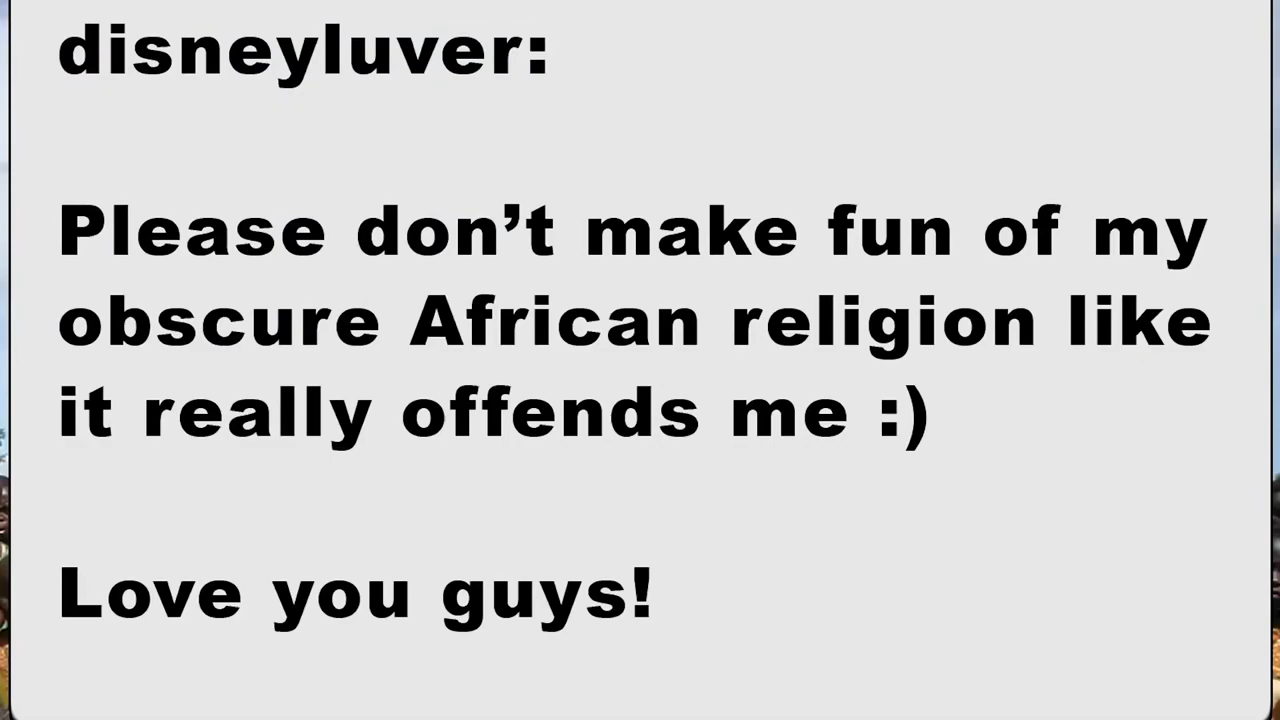 disneyluver:
Please don’t make fun of my
obscure African religion like
it really offends me :)
Love you guys!